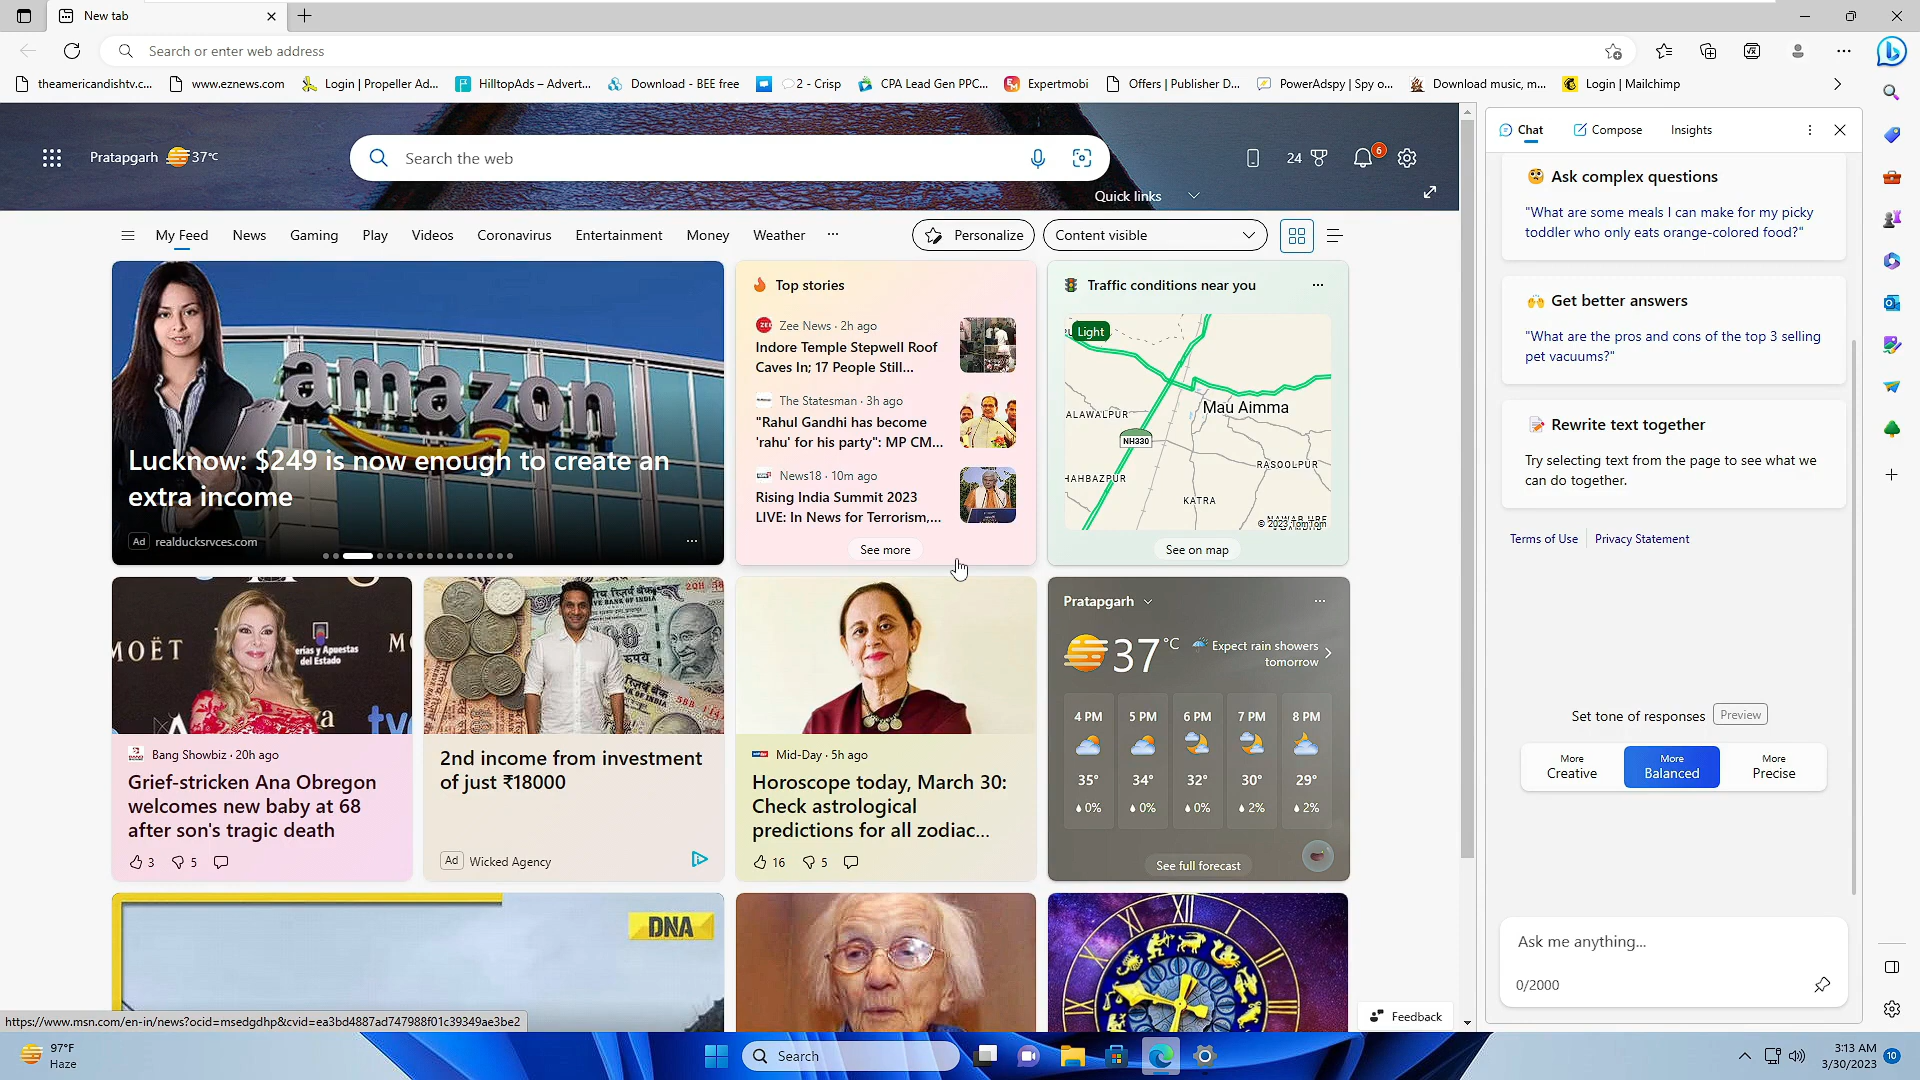 New tab
Search or enter web address
theamericandishtv.c...
www.eznews.com
Login | Propeller Ad...
HilltopAds – Advert...
Download - BEE free
2 - Crisp
CPA Lead Gen PPC...
Expertmobi
Offers | Publisher D...
PowerAdspy | Spy o...
Download music, m...
Login | Mailchimp
Pratapgarh
37°C
Search the web
24
6
Quick links
My Feed
News
Gaming
Play
Videos
Coronavirus
Entertainment
Money
Weather
Personalize
Content visible
amazon
Lucknow: $249 is now enough to create an
extra income
Ad realducksrvces.com
Top stories
Zee News · 2h ago
Indore Temple Stepwell Roof
Caves In; 17 People Still...
The Statesman · 3h ago
"Rahul Gandhi has become
'rahu' for his party": MP CM...
News18 · 10m ago
Rising India Summit 2023
LIVE: In News for Terrorism,...
See more
Traffic conditions near you
Light
Mau Aimma
ALAWALPUR
NH330
RASOOLPUR
HAHBAZPUR
KATRA
© 2023 TomTom
See on map
MOËT
erías y Apuestas
del Estado
tv
Bang Showbiz · 20h ago
Grief-stricken Ana Obregon
welcomes new baby at 68
after son's tragic death
3
5
2nd income from investment
of just ₹18000
Ad Wicked Agency
Mid-Day · 5h ago
Horoscope today, March 30:
Check astrological
predictions for all zodiac...
16
5
Pratapgarh
37°C
Expect rain showers
tomorrow
4 PM 5 PM 6 PM 7 PM 8 PM
35° 34° 32° 30° 29°
0% 0% 0% 2% 2%
See full forecast
DNA
Feedback
https://www.msn.com/en-in/news?ocid=msedgdhp&cvid=ea3bd4887ad747988f01c39349ae3be2
Chat
Compose
Insights
Ask complex questions
"What are some meals I can make for my picky
toddler who only eats orange-colored food?"
Get better answers
"What are the pros and cons of the top 3 selling
pet vacuums?"
Rewrite text together
Try selecting text from the page to see what we
can do together.
Terms of Use
Privacy Statement
Set tone of responses
Preview
More
Creative
More
Balanced
More
Precise
Ask me anything...
0/2000
97°F
Haze
Search
3:13 AM
3/30/2023
10